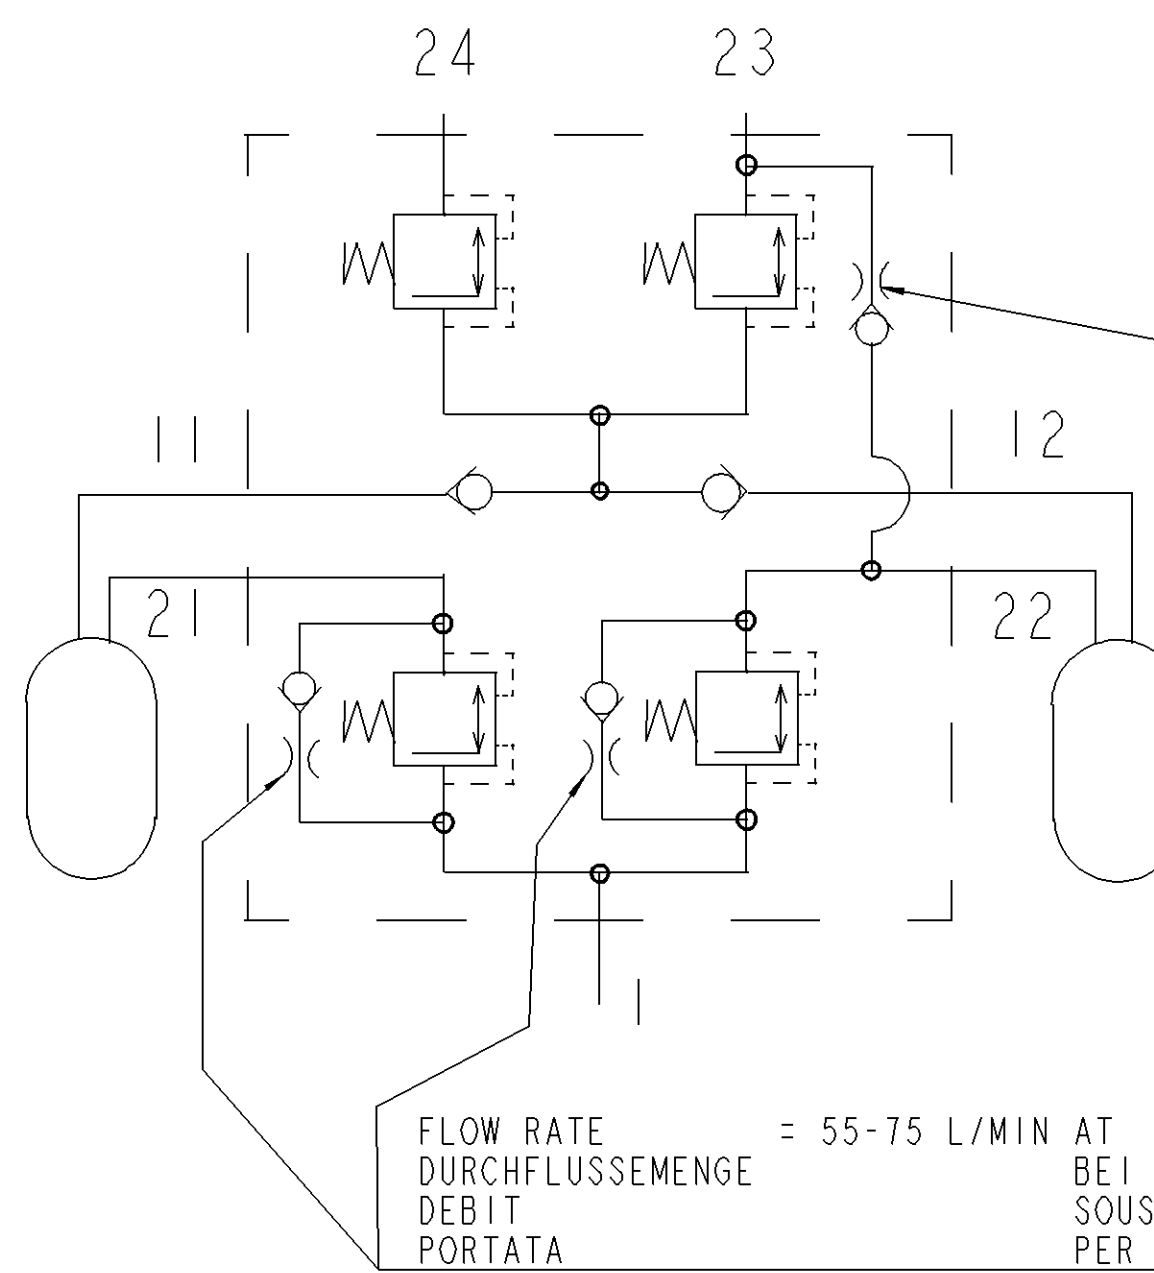 24
23
11
12
21
22
1
FLOW RATE = 55-75 L/MIN AT
DURCHFLUSSEMENGE BEI
DEBIT SOUS
PORTATA PER